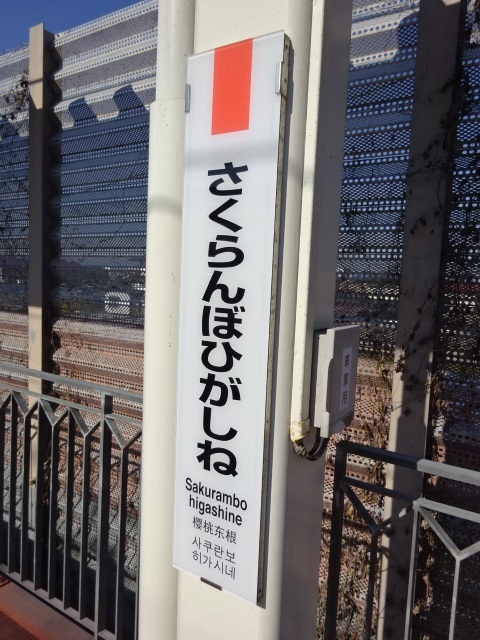 さくらんぼひがしね
Sakurambo
higashine
樱桃东根
사쿠란보
히가시네